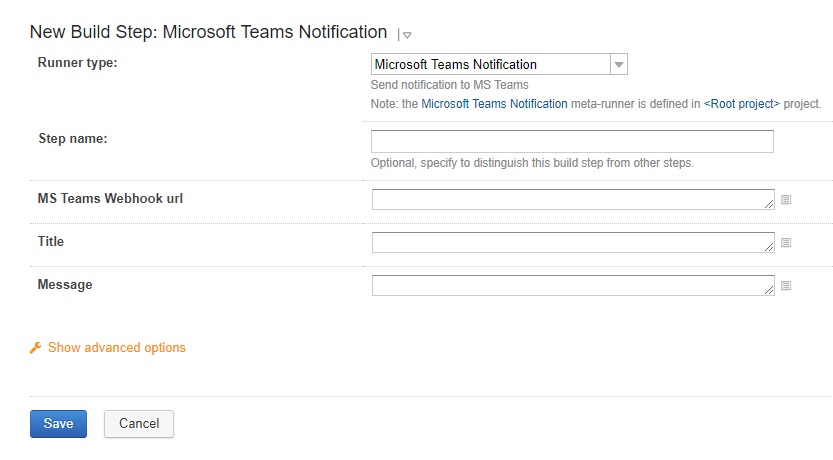 New Build Step: Microsoft Teams Notification
Runner type:
Microsoft Teams Notification
Send notification to MS Teams
Note: the Microsoft Teams Notification meta-runner is defined in <Root project> project.
Step name:
Optional, specify to distinguish this build step from other steps.
MS Teams Webhook url
Title
Message
Show advanced options
Save
Cancel